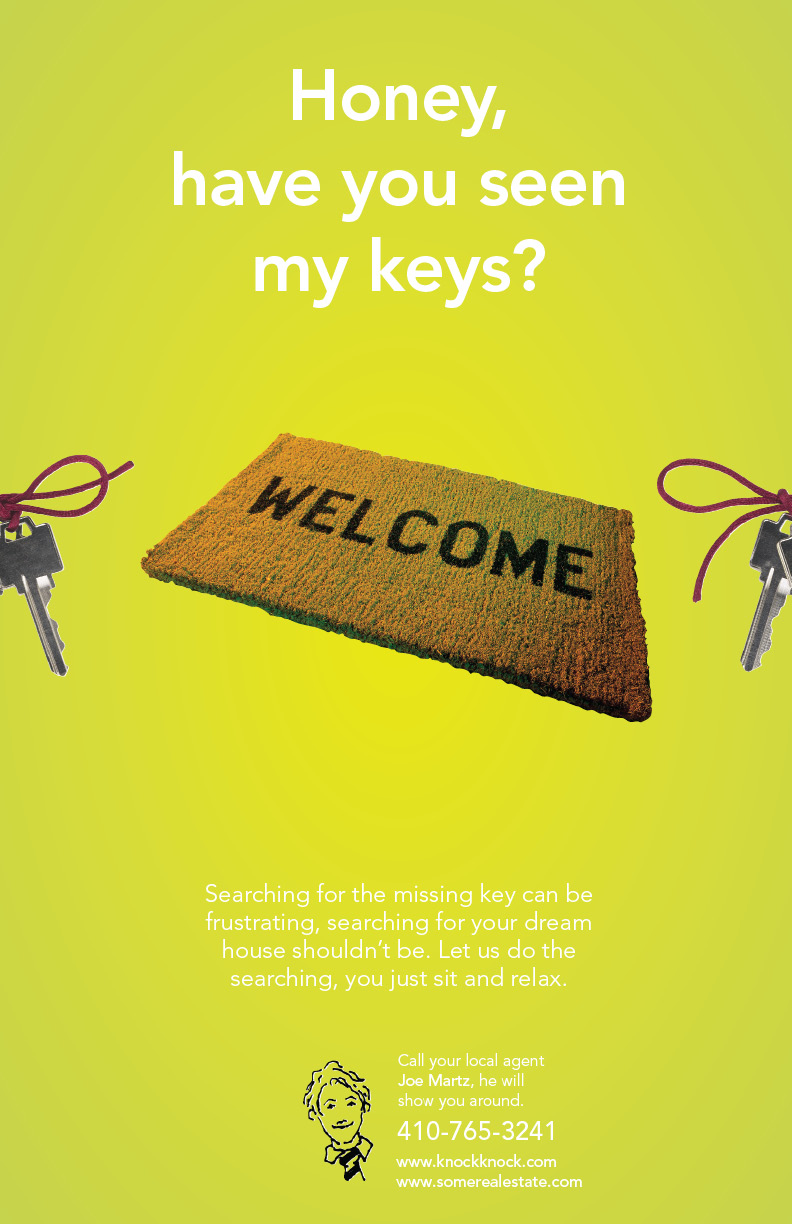 Honey,
have you seen
my keys?
WELCOME
Searching for the missing key can be
frustrating, searching for your dream
house shouldn't be. Let us do the
searching, you just sit and relax.
Call your local agent
Joe Martz, he will
show you around.
410-765-3241
www.knockknock.com
www.somerealestate.com